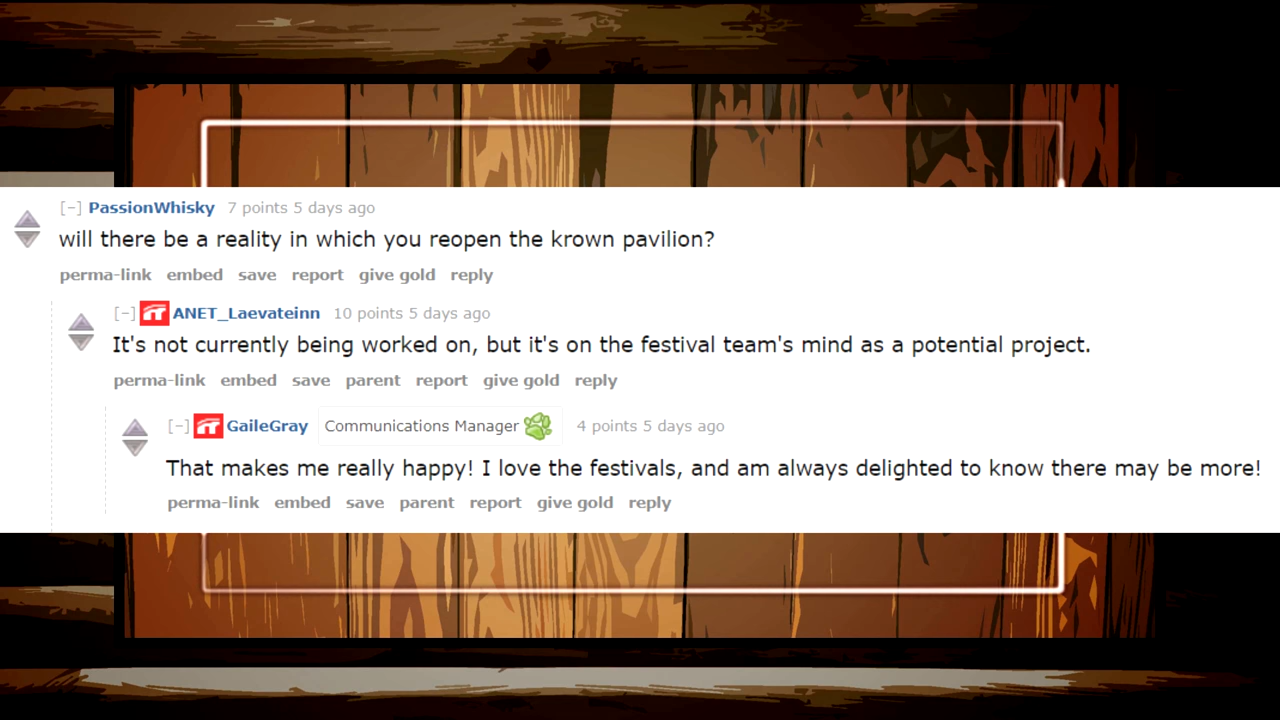 [−] PassionWhisky 7 points 5 days ago
will there be a reality in which you reopen the krown pavilion?
perma-link embed save report give gold reply
[−] ANET_Laevateinn 10 points 5 days ago
It's not currently being worked on, but it's on the festival team's mind as a potential project.
perma-link embed save parent report give gold reply
[−] GaileGray Communications Manager 4 points 5 days ago
That makes me really happy! I love the festivals, and am always delighted to know there may be more!
perma-link embed save parent report give gold reply